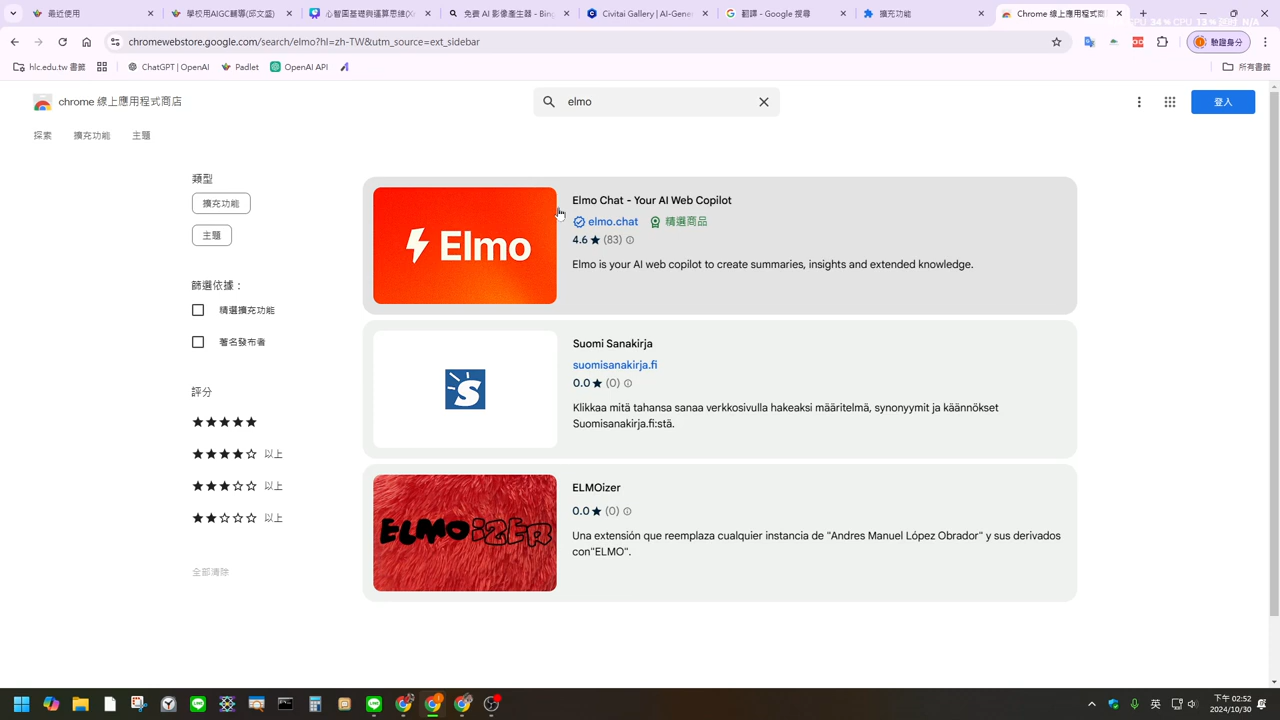 最近使用
學校用AIGC輔導(邱文盛)
心智圖基礎與運算思維(X
免費 AI 影像產生器 - Bing
Civitai Gallery | AI-Gene
翻譯 - Google 搜尋
擴充功能
Chrome 線上應用程式商
GPU 34 % CPU 13 % 電源 N/A
chromewebstore.google.com/search/elmo?hl=zh-TW&utm_source=ext_sidebar
驗證身分
hlc.edu.tw 書籤
ChatGPT | OpenAI
Padlet
OpenAI API
所有書籤
chrome 線上應用程式商店
elmo
登入
探索
擴充功能
主題
類型
擴充功能
主題
篩選依據：
精選擴充功能
著名發布者
評分
以上
以上
以上
全部清除
Elmo
Elmo Chat - Your AI Web Copilot
elmo.chat
精選商品
4.6 ★ (83)
Elmo is your AI web copilot to create summaries, insights and extended knowledge.
S
Suomi Sanakirja
suomisanakirja.fi
0.0 ★ (0)
Klikkaa mitä tahansa sanaa verkkosivulla hakeaksi määritelmä, synonyymit ja käännökset
Suomisanakirja.fi:stä.
ELMOizER
ELMOizer
0.0 ★ (0)
Una extensión que reemplaza cualquier instancia de "Andres Manuel López Obrador" y sus derivados
con"ELMO".
英
下午 02:52
2024/10/30